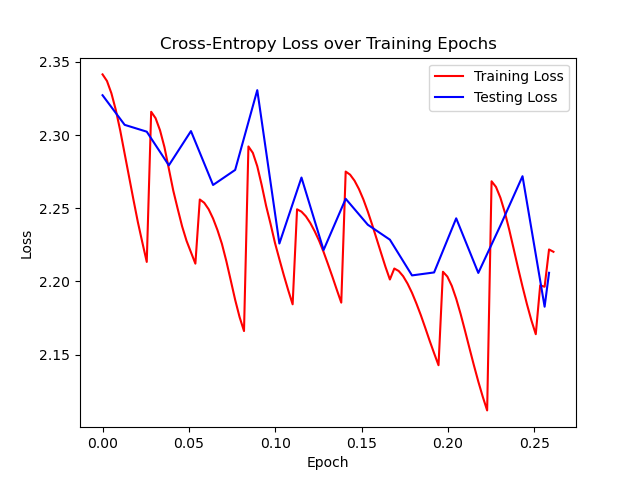 Cross-Entropy Loss over Training Epochs
Training Loss
Testing Loss
2.35
2.30
2.25
2.20
2.15
Loss
0.00 0.05 0.10 0.15 0.20 0.25
Epoch